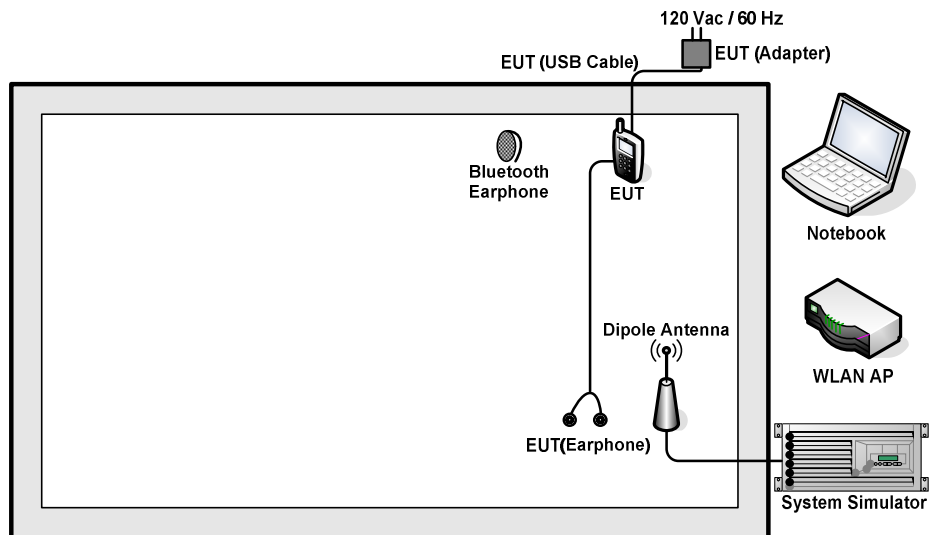 120 Vac / 60 Hz
EUT (Adapter)
EUT (USB Cable)
Bluetooth
Earphone
EUT
Notebook
Dipole Antenna
WLAN AP
EUT(Earphone)
System Simulator